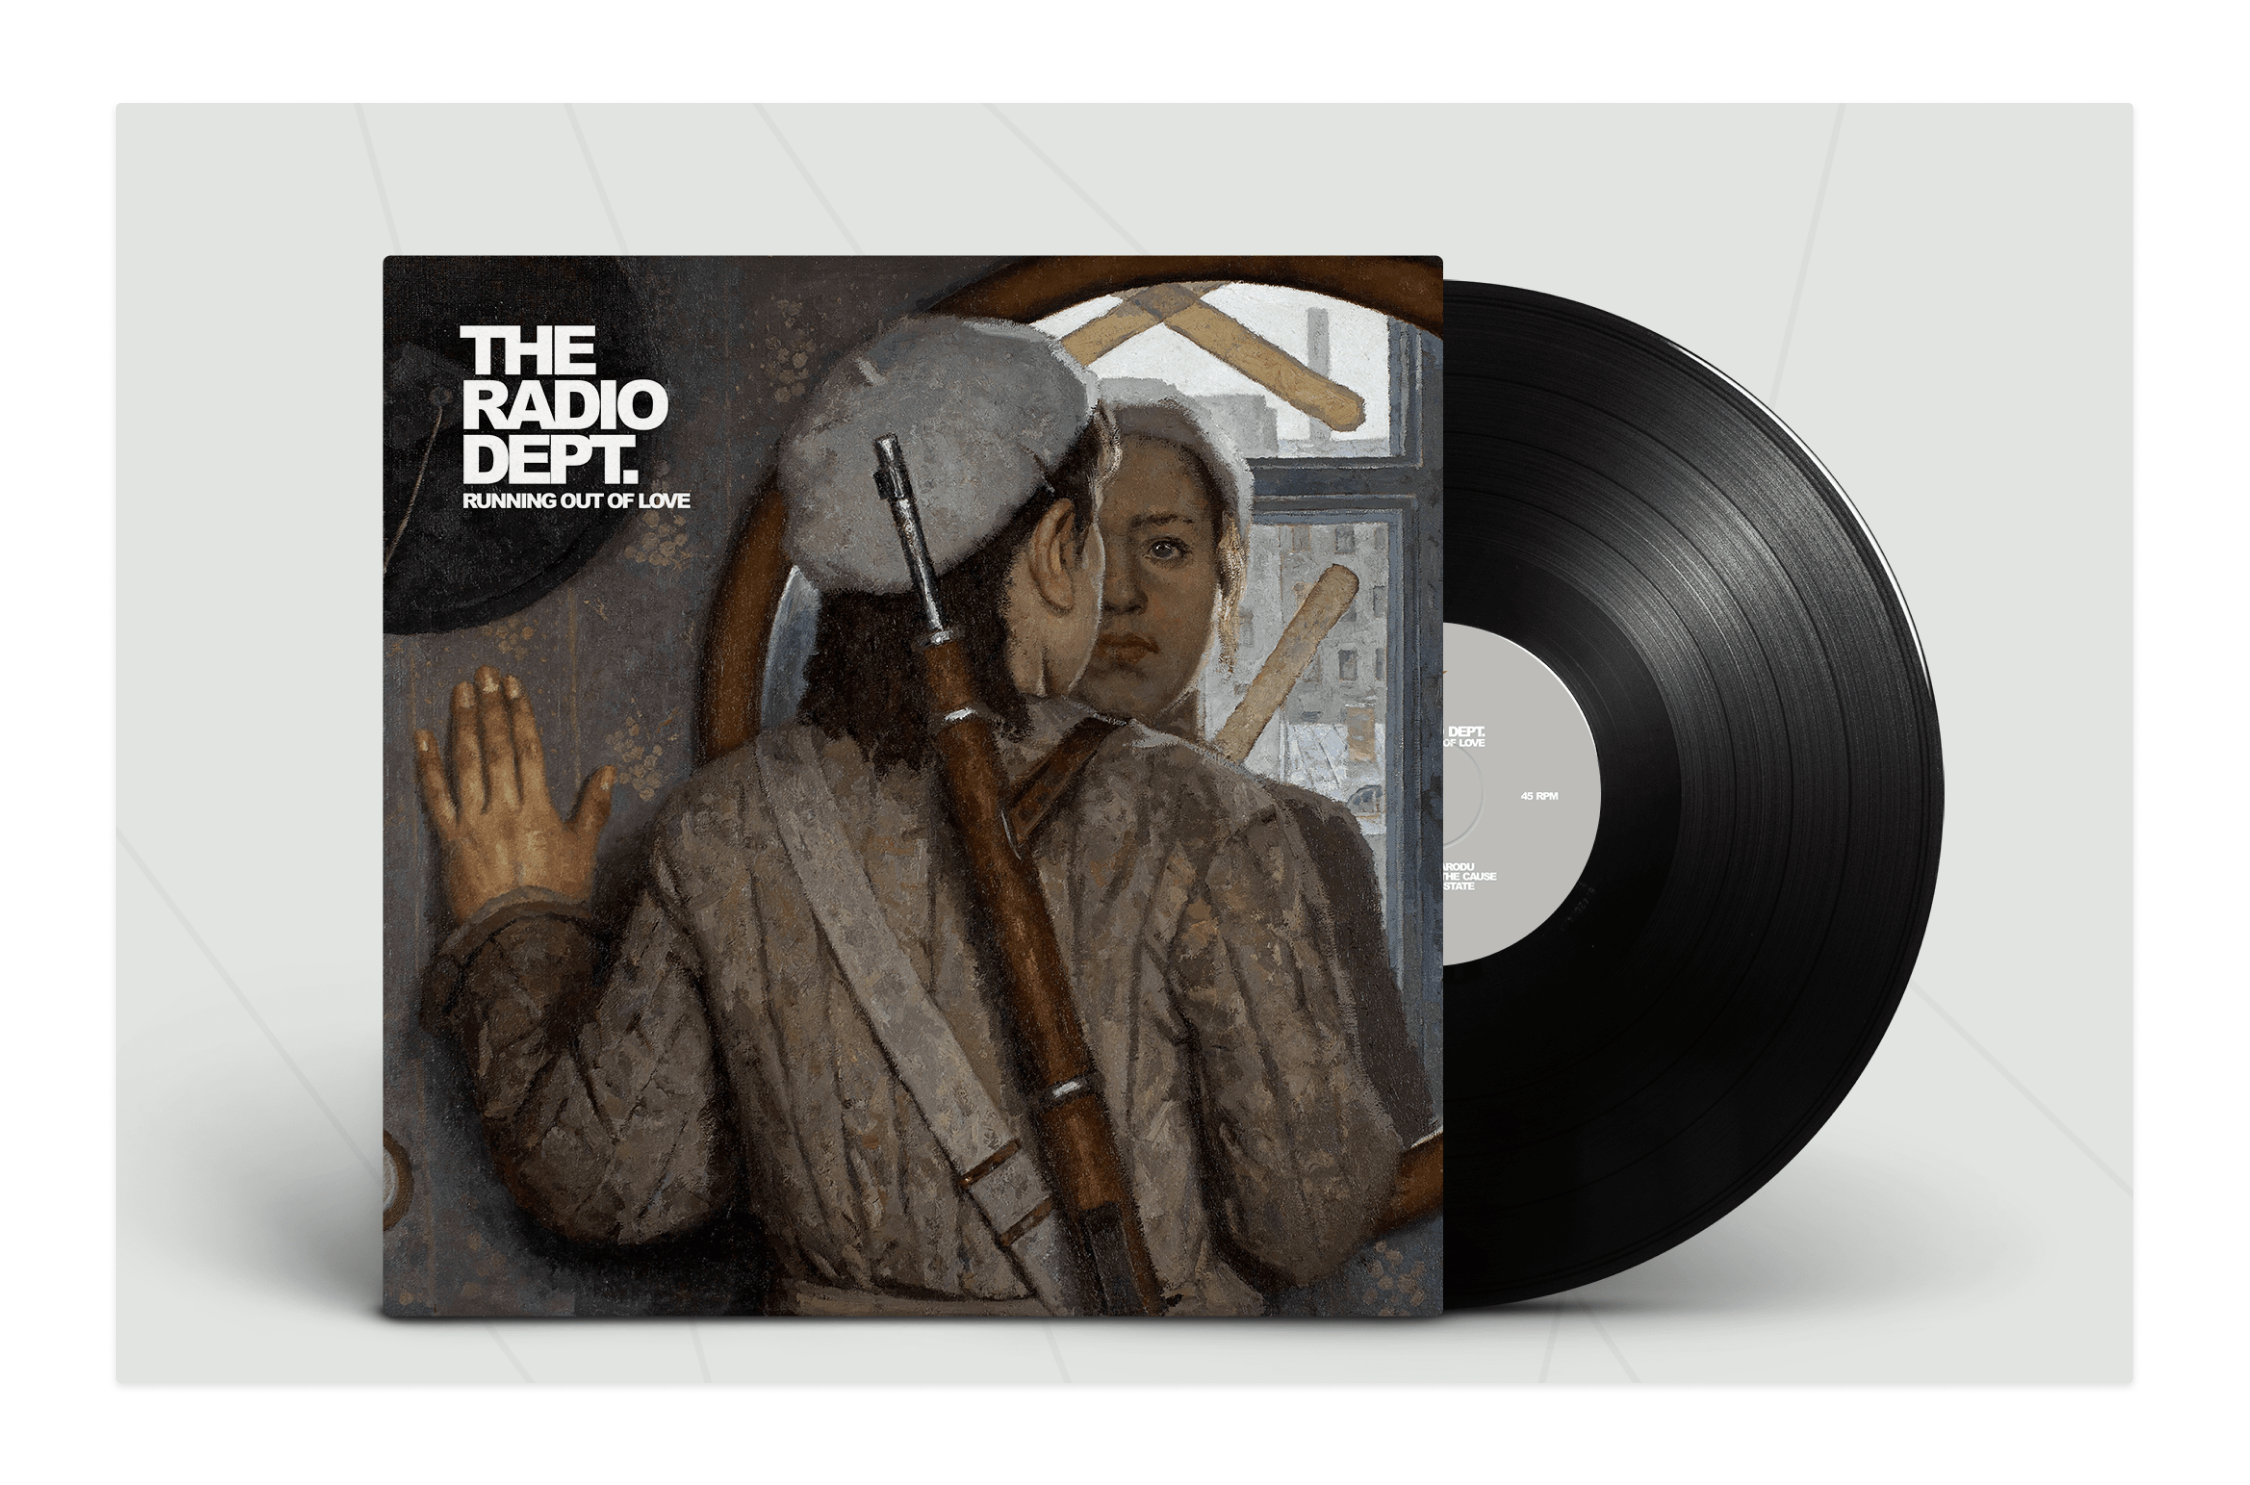 THE
RADIO
DEPT.
RUNNING OUT OF LOVE
DEPT.
OF LOVE
45 RPM
THE CAUSE
STATE